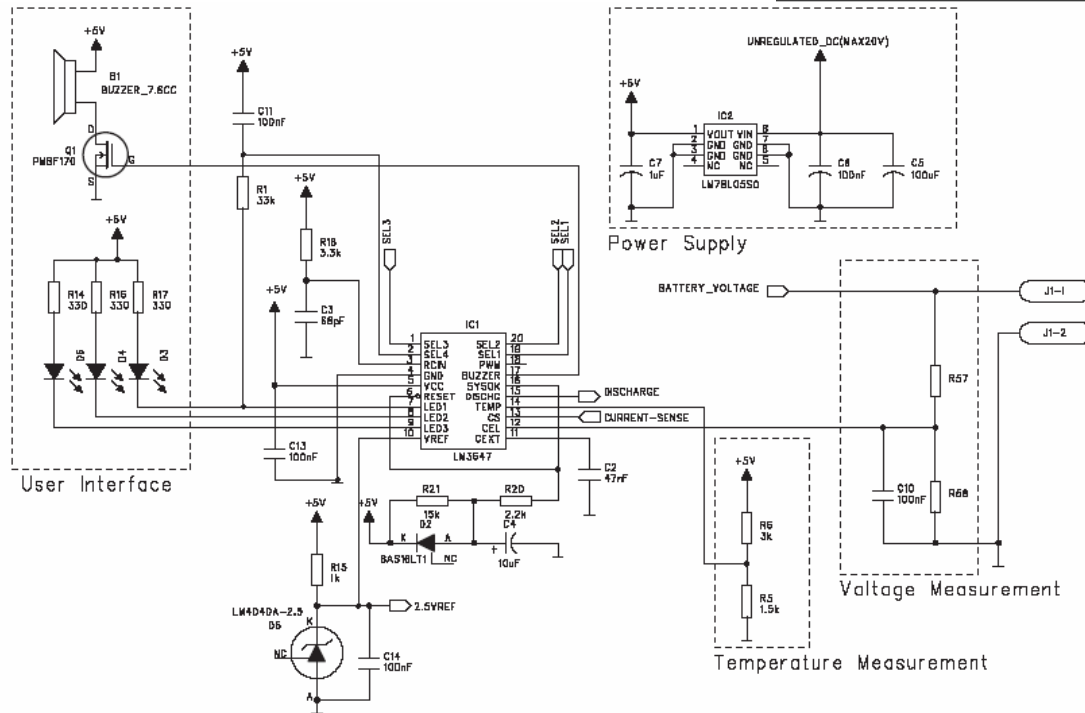 +5V
B1
BUZZER_7.6CC
D
Q1
PMBF170
G
S
+5V
R14
330
R16
330
R17
330
D5
D4
D3
User Interface
+5V
C11
100nF
R1
33k
+5V
R18
3.3k
C3
68pF
+5V
C13
100nF
SEL3
SEL2
SEL1
IC1
1 SEL3 SEL2 20
2 SEL4 SEL1 19
3 RCIN PWM 18
4 GND BUZZER 17
5 VCC SYSOK 16
6 RESET DISCHG 15
7 LED1 TEMP 14
8 LED2 CS 13
9 LED3 CEL 12
10 VREF CEXT 11
LM3647
DISCHARGE
CURRENT-SENSE
C2
47nF
+5V
R21
15k
R20
2.2k
D2
K A
NC
BAS16LT1
C4
+
10uF
+5V
R15
1k
LM4040A-2.5
K
NC
A
2.5VREF
C14
100nF
UNREGULATED_DC(MAX20V)
+5V
IC2
1 VOUT VIN 8
2 GND GND 7
3 GND GND 6
4 NC NC 5
LM78L05SO
C7
1uF
C6
100nF
C5
100uF
Power Supply
BATTERY_VOLTAGE
J1-1
J1-2
R57
C10
100nF
Voltage Measurement
+5V
R6
3k
R5
1.5k
Temperature Measurement